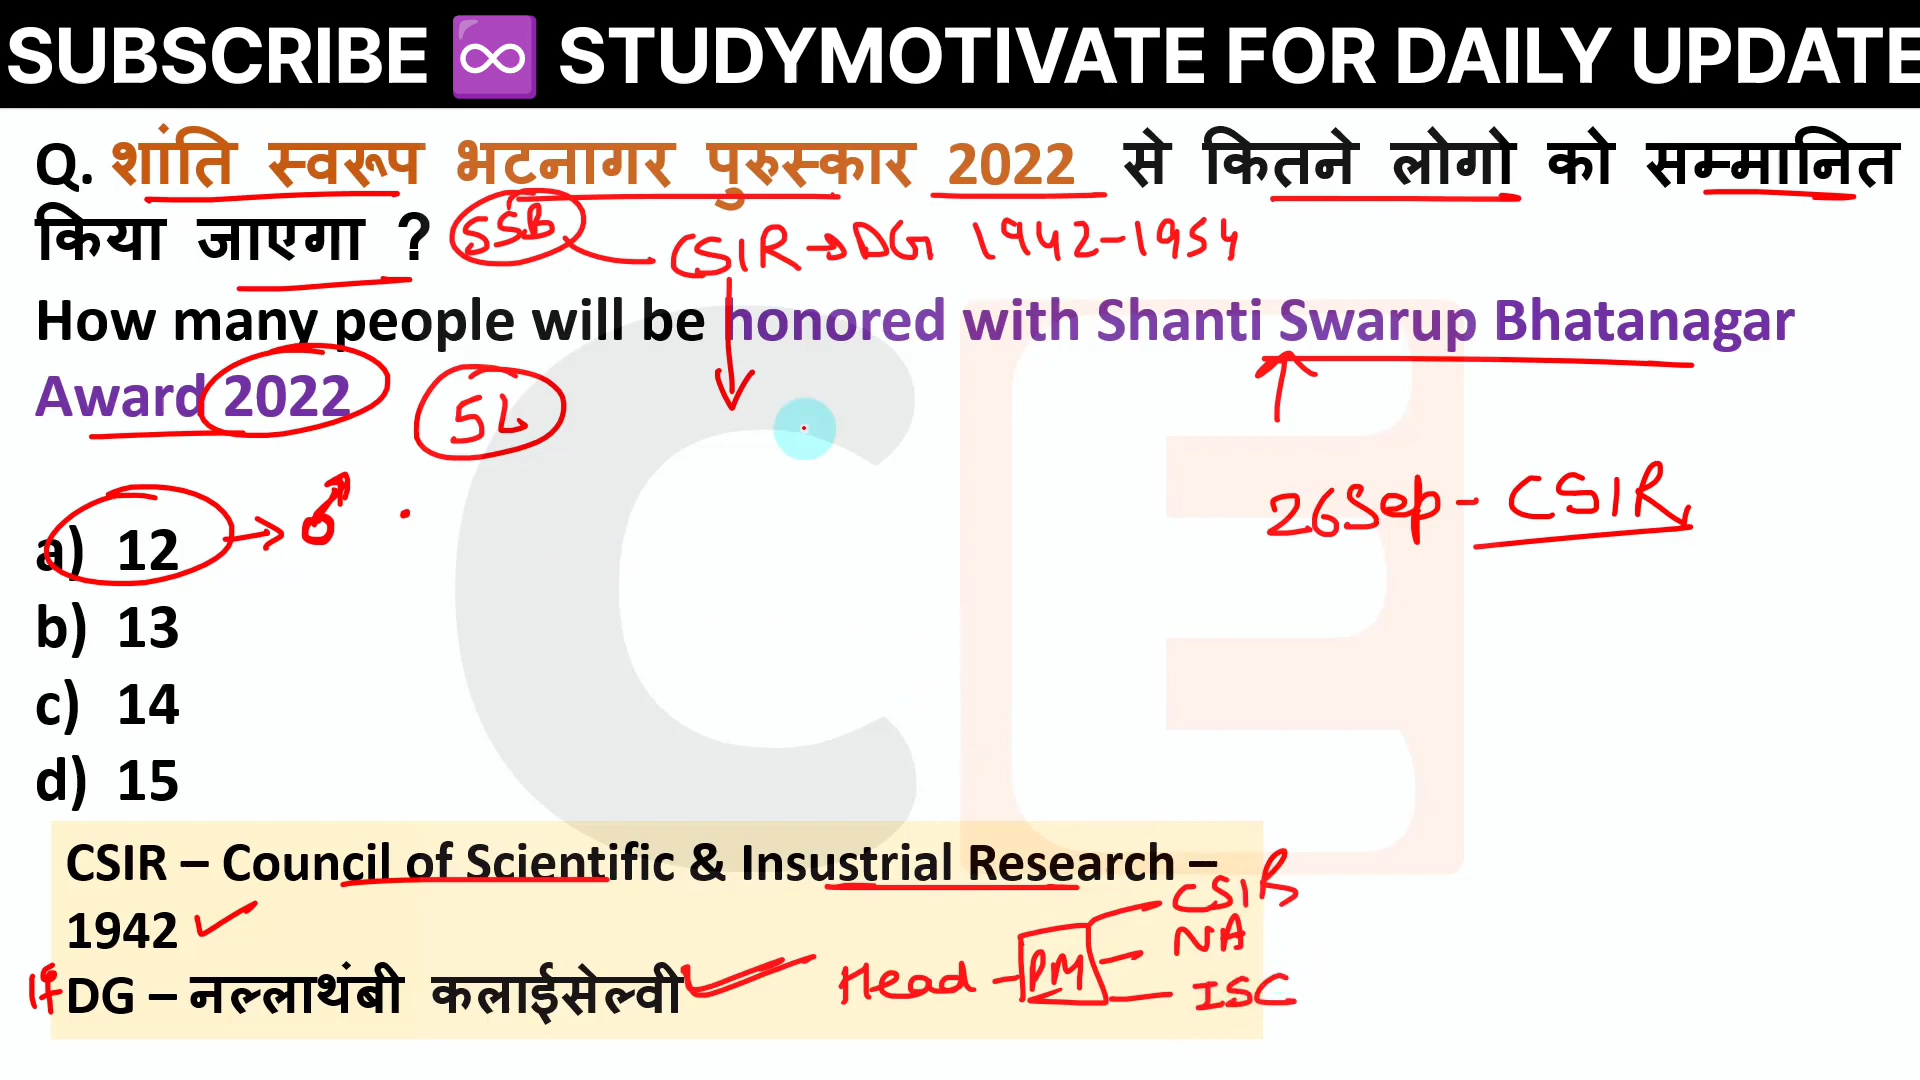 SUBSCRIBE ♾ STUDYMOTIVATE FOR DAILY UPDATE
Q. शांति स्वरूप भटनागर पुरुस्कार 2022 से कितने लोगो को सम्मानित
किया जाएगा ? SSB CSIR → DG 1942-1954
How many people will be honored with Shanti Swarup Bhatanagar
Award 2022 5L
26 Sep - CSIR
a) 12
b) 13
c) 14
d) 15
CSIR – Council of Scientific & Insustrial Research –
1942
CSIR
NA
DG – नल्लाथंबी कलाईसेल्वी Head - PM
ISC
CE